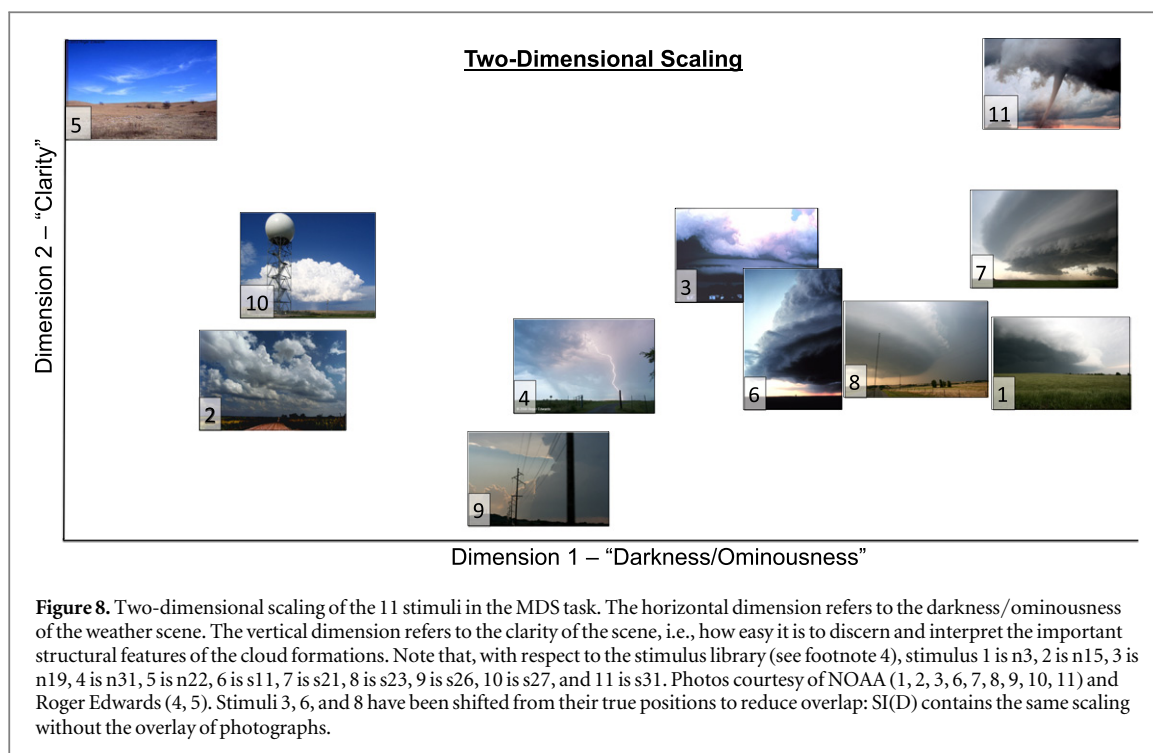 Two-Dimensional Scaling
5
11
Dimension 2 – “Clarity”
10
3
7
2
4
6
8
1
9
Dimension 1 – “Darkness/Ominousness”
Figure 8. Two-dimensional scaling of the 11 stimuli in the MDS task. The horizontal dimension refers to the darkness/ominousness
of the weather scene. The vertical dimension refers to the clarity of the scene, i.e., how easy it is to discern and interpret the important
structural features of the cloud formations. Note that, with respect to the stimulus library (see footnote 4), stimulus 1 is n3, 2 is n15, 3 is
n19, 4 is n31, 5 is n22, 6 is s11, 7 is s21, 8 is s23, 9 is s26, 10 is s27, and 11 is s31. Photos courtesy of NOAA (1, 2, 3, 6, 7, 8, 9, 10, 11) and
Roger Edwards (4, 5). Stimuli 3, 6, and 8 have been shifted from their true positions to reduce overlap: SI(D) contains the same scaling
without the overlay of photographs.